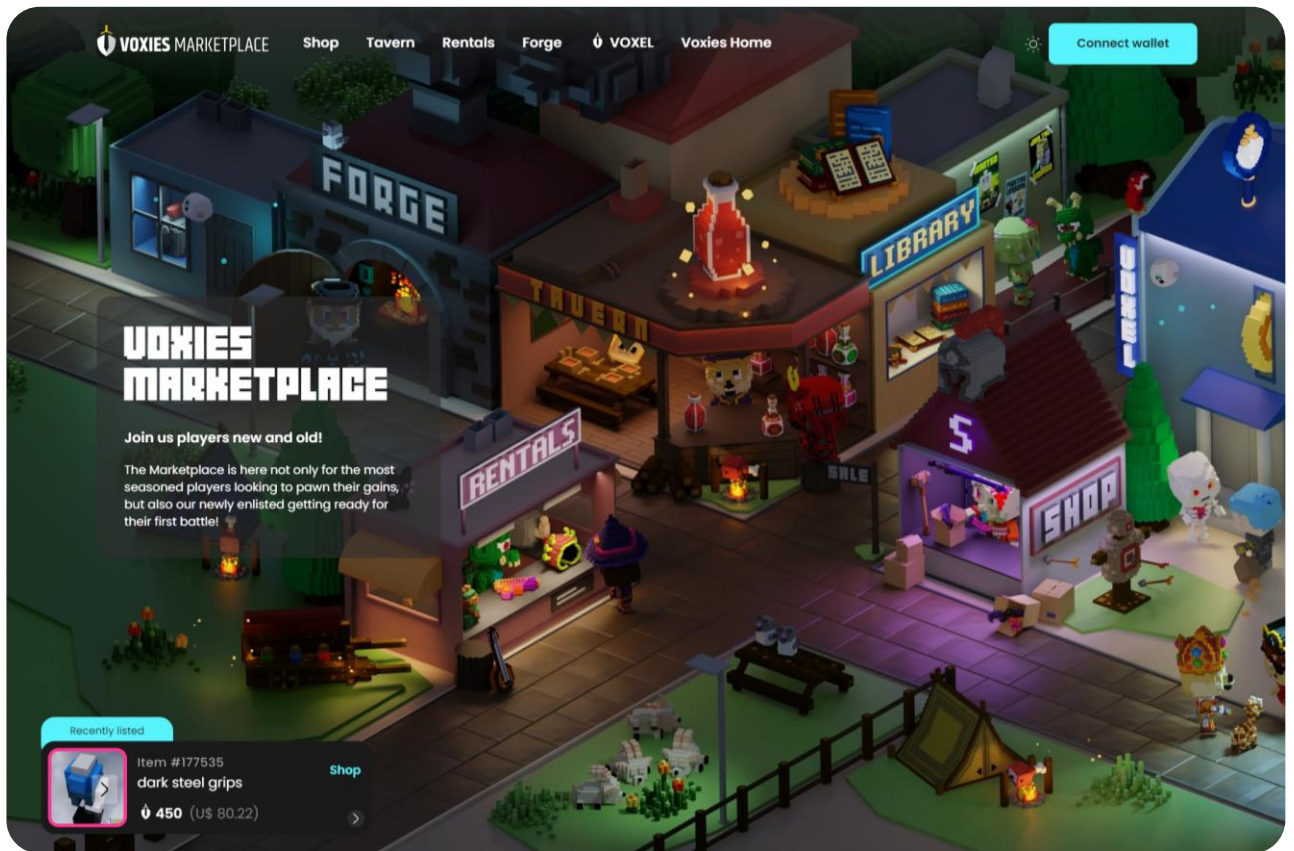 VOXIES MARKETPLACE
Shop
Tavern
Rentals
Forge
VOXEL
Voxies Home
Connect wallet
FORGE
LIBRARY
TAVERN
VOXEL
VOXIES
MARKETPLACE
Join us players new and old!
The Marketplace is here not only for the most
seasoned players looking to pawn their gains,
but also our newly enlisted getting ready for
their first battle!
RENTALS
S
SALE
SHOP
Recently listed
Item #177535
dark steel grips
Shop
450 (U$ 80.22)